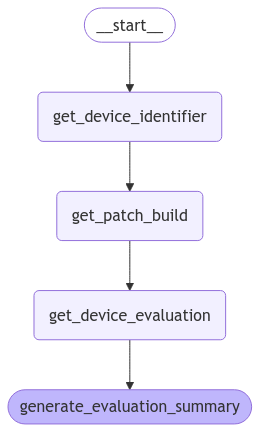 __start__
get_device_identifier
get_patch_build
get_device_evaluation
generate_evaluation_summary